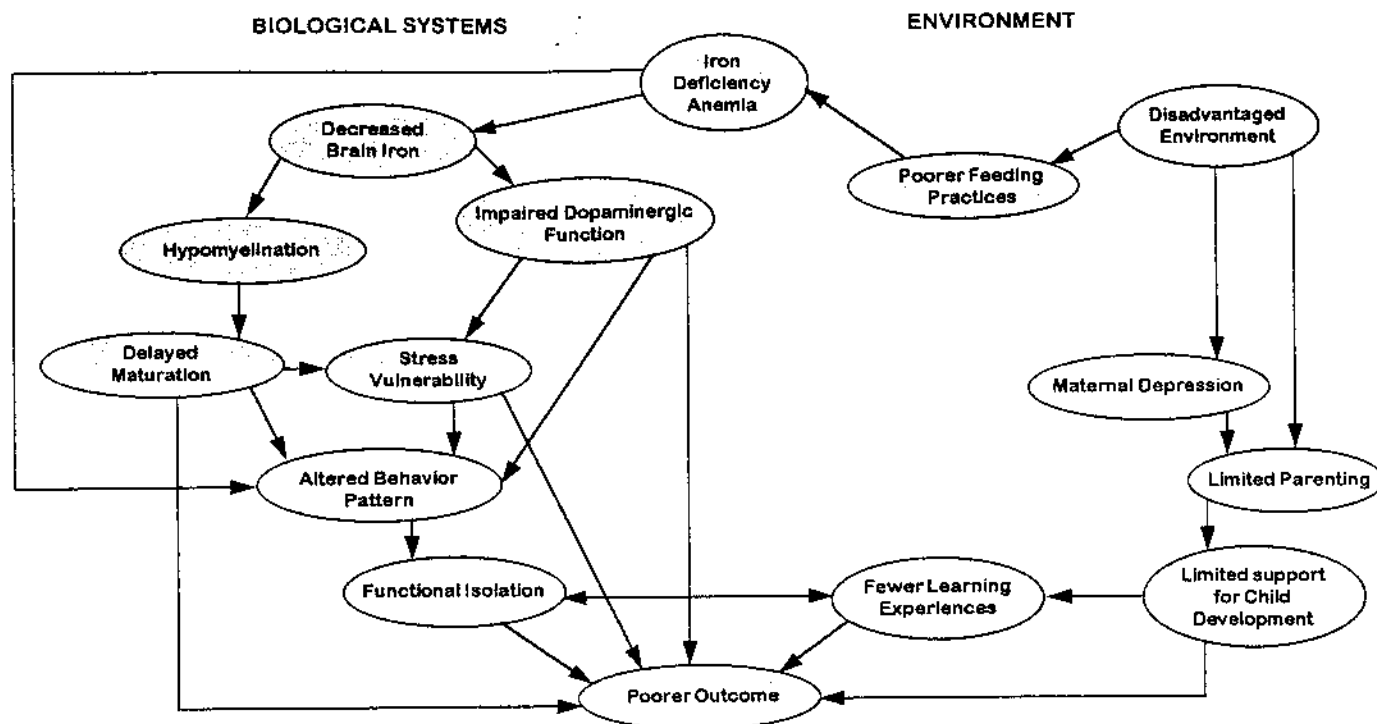 BIOLOGICAL SYSTEMS
ENVIRONMENT
Iron
Deficiency
Anemia
Decreased
Brain Iron
Disadvantaged
Environment
Poorer Feeding
Practices
Impaired Dopaminergic
Function
Hypomyelination
Delayed
Maturation
Stress
Vulnerability
Maternal Depression
Altered Behavior
Pattern
Limited Parenting
Functional Isolation
Fewer Learning
Experiences
Limited support
for Child
Development
Poorer Outcome